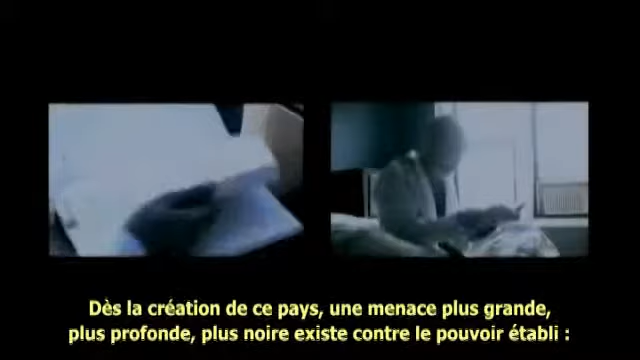 Dès la création de ce pays, une menace plus grande,
plus profonde, plus noire existe contre le pouvoir établi :